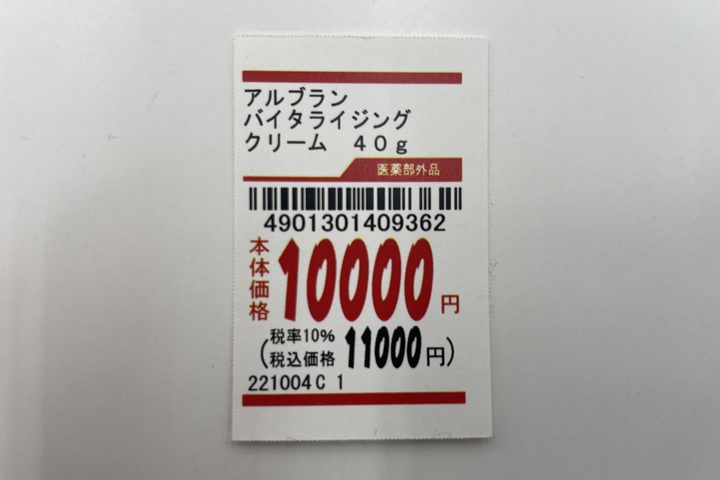 アルブラン
バイタライジング
クリーム　４０ｇ
医薬部外品
4901301409362
本体価格 10000円
(税率10%
税込価格 11000円)
221004C 1